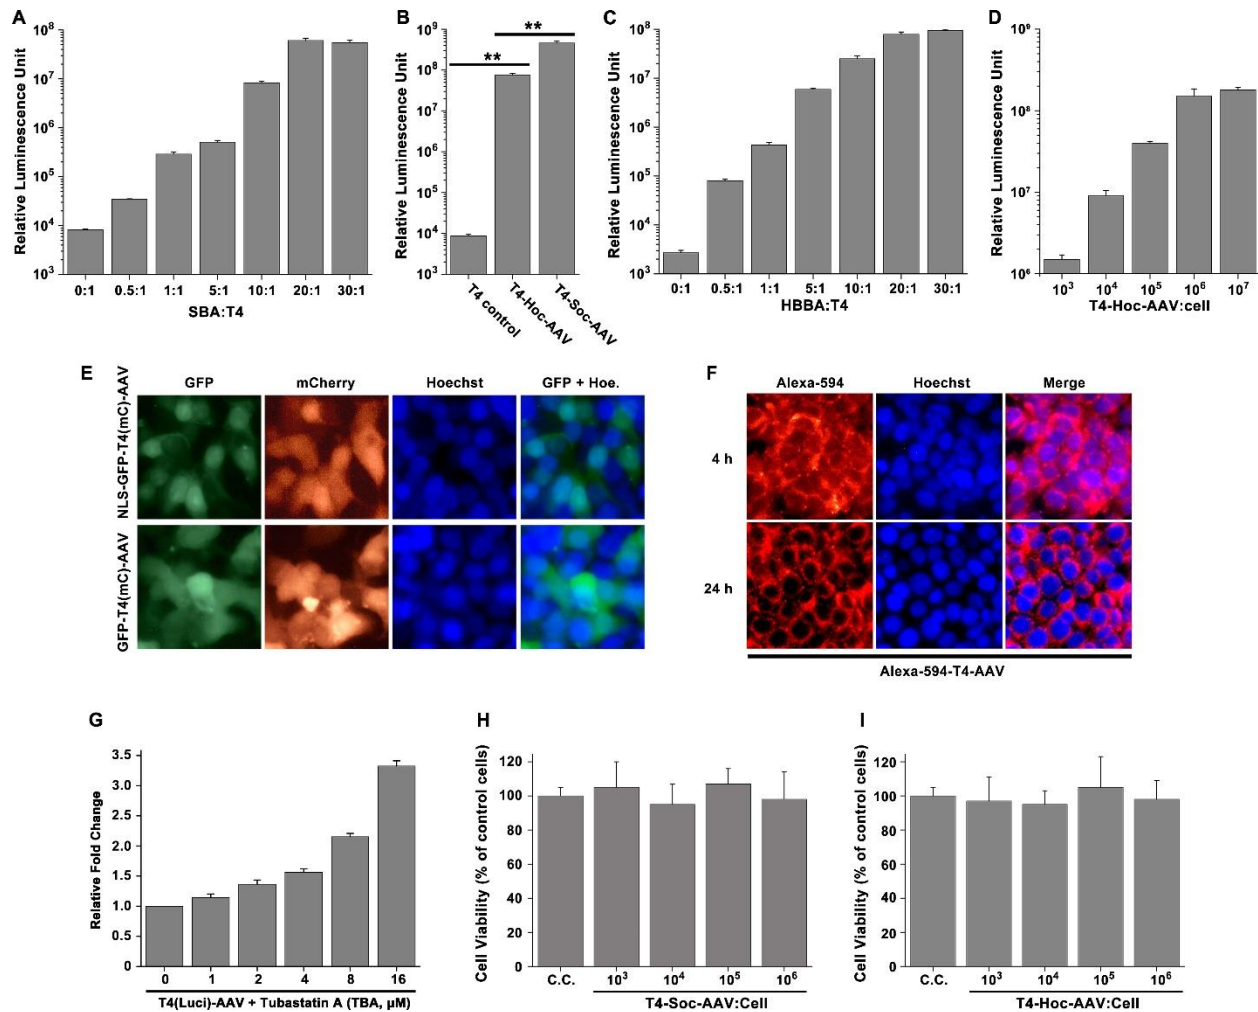 A
Relative Luminescence Unit
10⁸
10⁷
10⁶
10⁵
10⁴
10³
0:1 0.5:1 1:1 5:1 10:1 20:1 30:1
SBA:T4
B
Relative Luminescence Unit
10⁹
10⁸
10⁷
10⁶
10⁵
10⁴
10³
**
**
T4 control
T4-Hoc-AAV
T4-Soc-AAV
C
Relative Luminescence Unit
10⁸
10⁷
10⁶
10⁵
10⁴
10³
0:1 0.5:1 1:1 5:1 10:1 20:1 30:1
HBBA:T4
D
Relative Luminescence Unit
10⁹
10⁸
10⁷
10⁶
10³ 10⁴ 10⁵ 10⁶ 10⁷
T4-Hoc-AAV:cell
E
GFP mCherry Hoechst GFP + Hoe.
NLS-GFP-T4(mC)-AAV
GFP-T4(mC)-AAV
F
Alexa-594 Hoechst Merge
4 h
24 h
Alexa-594-T4-AAV
G
Relative Fold Change
3.5
3.0
2.5
2.0
1.5
1.0
0.5
0
0 1 2 4 8 16
T4(Luci)-AAV + Tubastatin A (TBA, μM)
H
Cell Viability (% of control cells)
120
100
80
60
40
20
0
C.C. 10³ 10⁴ 10⁵ 10⁶
T4-Soc-AAV:Cell
I
Cell Viability (% of control cells)
120
100
80
60
40
20
0
C.C. 10³ 10⁴ 10⁵ 10⁶
T4-Hoc-AAV:Cell